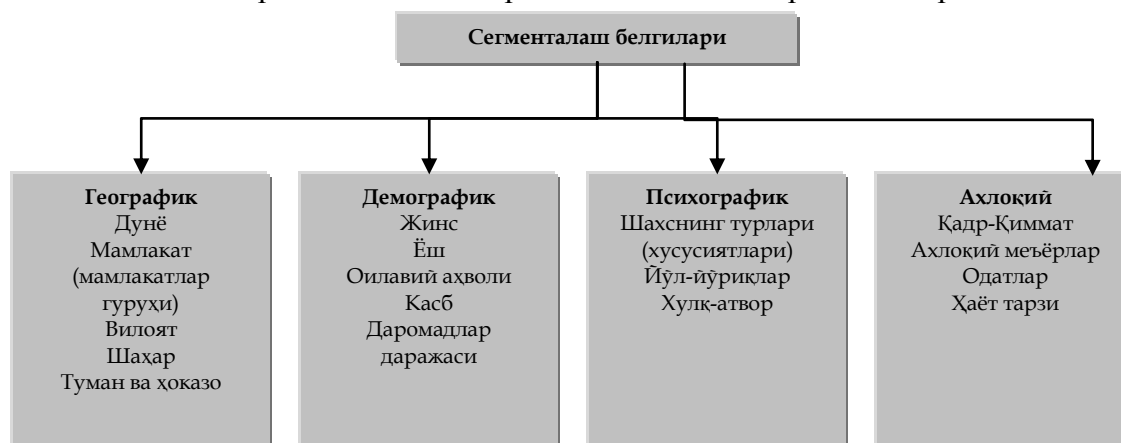 Сегменталаш белгилари
Географик
Дунё
Мамлакат
(мамлакатлар
гуруҳи)
Вилоят
Шаҳар
Туман ва ҳоказо
Демографик
Жинс
Ёш
Оилавий аҳволи
Касб
Даромадлар
даражаси
Психографик
Шахснинг турлари
(хусусиятлари)
Йўл-йўриқлар
Хулқ-атвор
Ахлоқий
Қадр-Қиммат
Ахлоқий меъёрлар
Одатлар
Ҳаёт тарзи